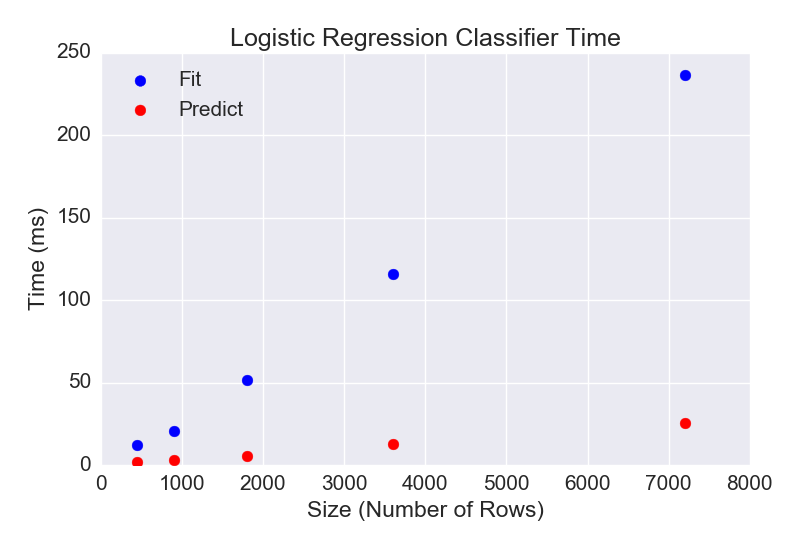 Logistic Regression Classifier Time
250
200
150
100
50
0
Time (ms)
Fit
Predict
0 1000 2000 3000 4000 5000 6000 7000 8000
Size (Number of Rows)